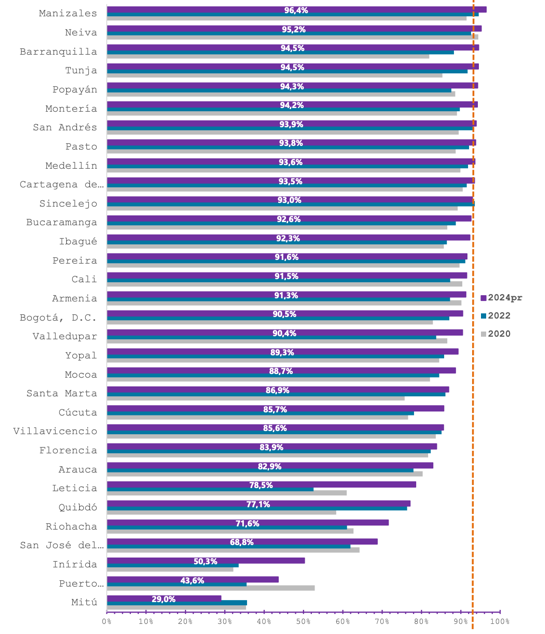 Manizales 96,4%
Neiva 95,2%
Barranquilla 94,5%
Tunja 94,5%
Popayán 94,3%
Montería 94,2%
San Andrés 93,9%
Pasto 93,8%
Medellín 93,6%
Cartagena de… 93,5%
Sincelejo 93,0%
Bucaramanga 92,6%
Ibagué 92,3%
Pereira 91,6%
Cali 91,5%
Armenia 91,3%
2024pr
Bogotá, D.C. 90,5%
2022
Valledupar 90,4%
2020
Yopal 89,3%
Mocoa 88,7%
Santa Marta 86,9%
Cúcuta 85,7%
Villavicencio 85,6%
Florencia 83,9%
Arauca 82,9%
Leticia 78,5%
Quibdó 77,1%
Riohacha 71,6%
San José del… 68,8%
Inírida 50,3%
Puerto… 43,6%
Mitú 29,0%
0% 10% 20% 30% 40% 50% 60% 70% 80% 90% 100%